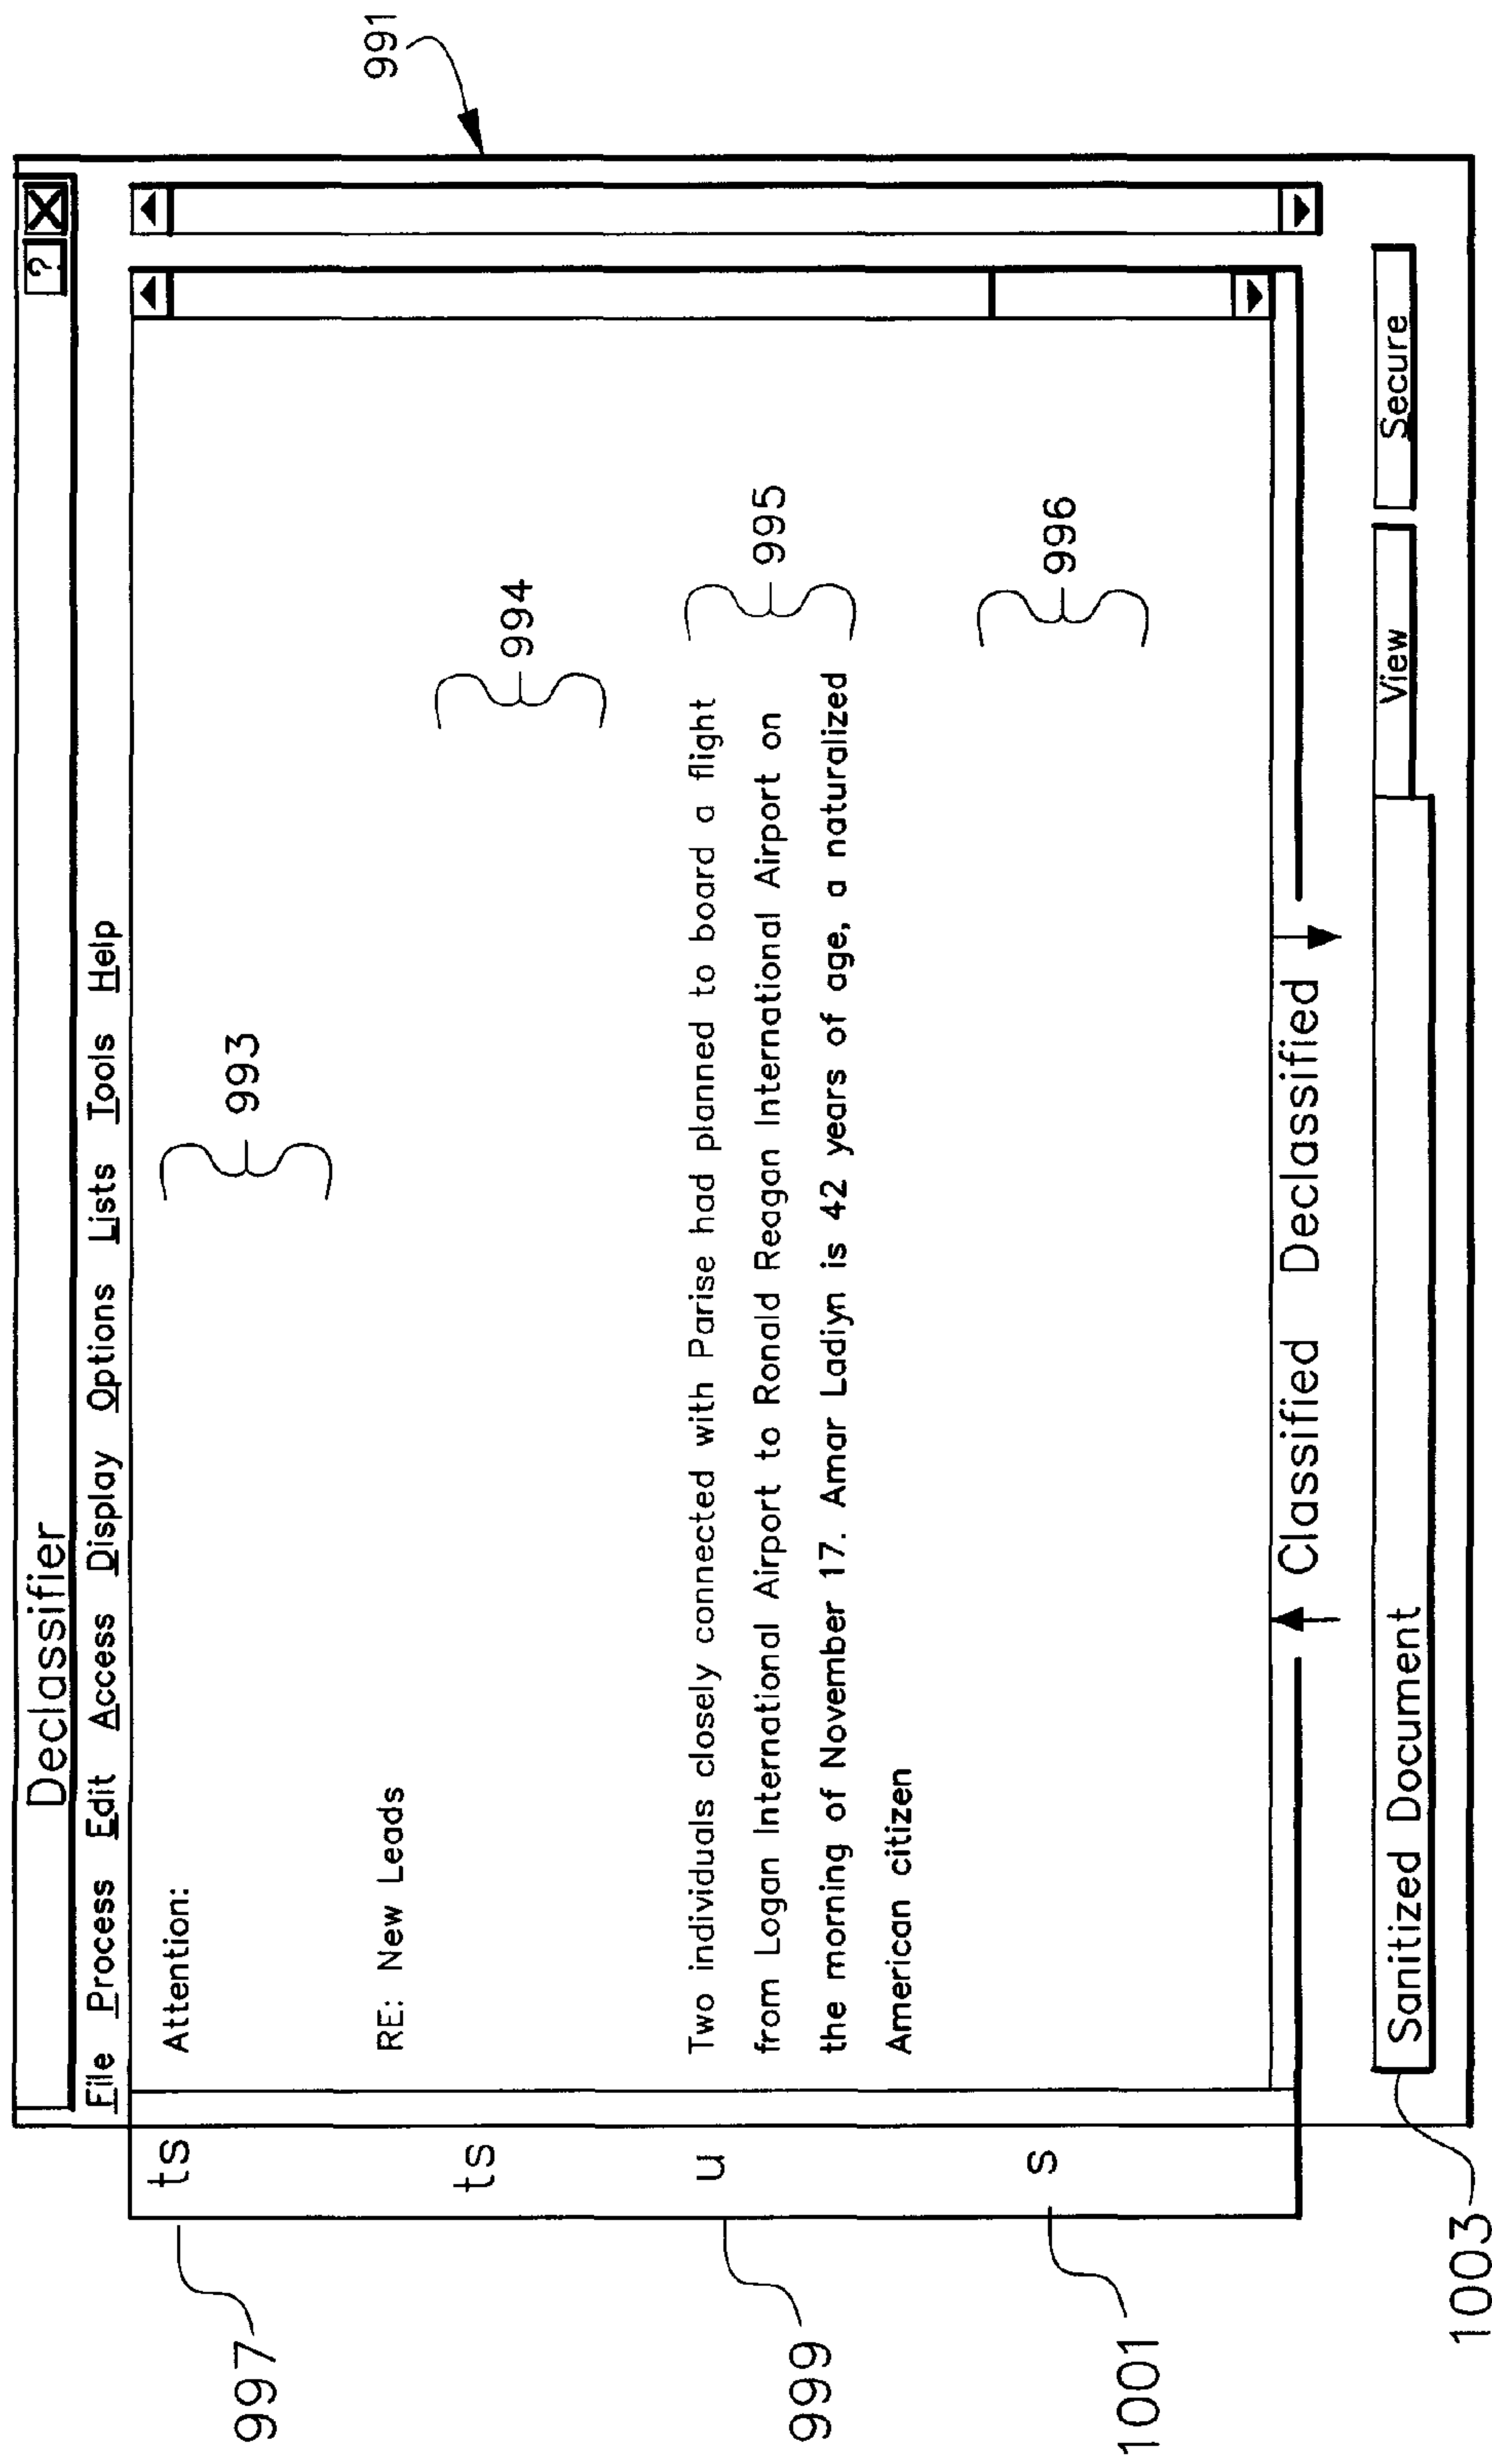 991
Declassifier
? X
File Process Edit Access Display Options Lists Tools Help
997
ts
Attention:
993
RE: New Leads
ts
994
999
u
Two individuals closely connected with Parise had planned to board a flight
from Logan International Airport to Ronald Reagan International Airport on
the morning of November 17. Amar Ladiyn is 42 years of age, a naturalized
American citizen
995
1001
s
996
Classified Declassified
Sanitized Document View Secure
1003